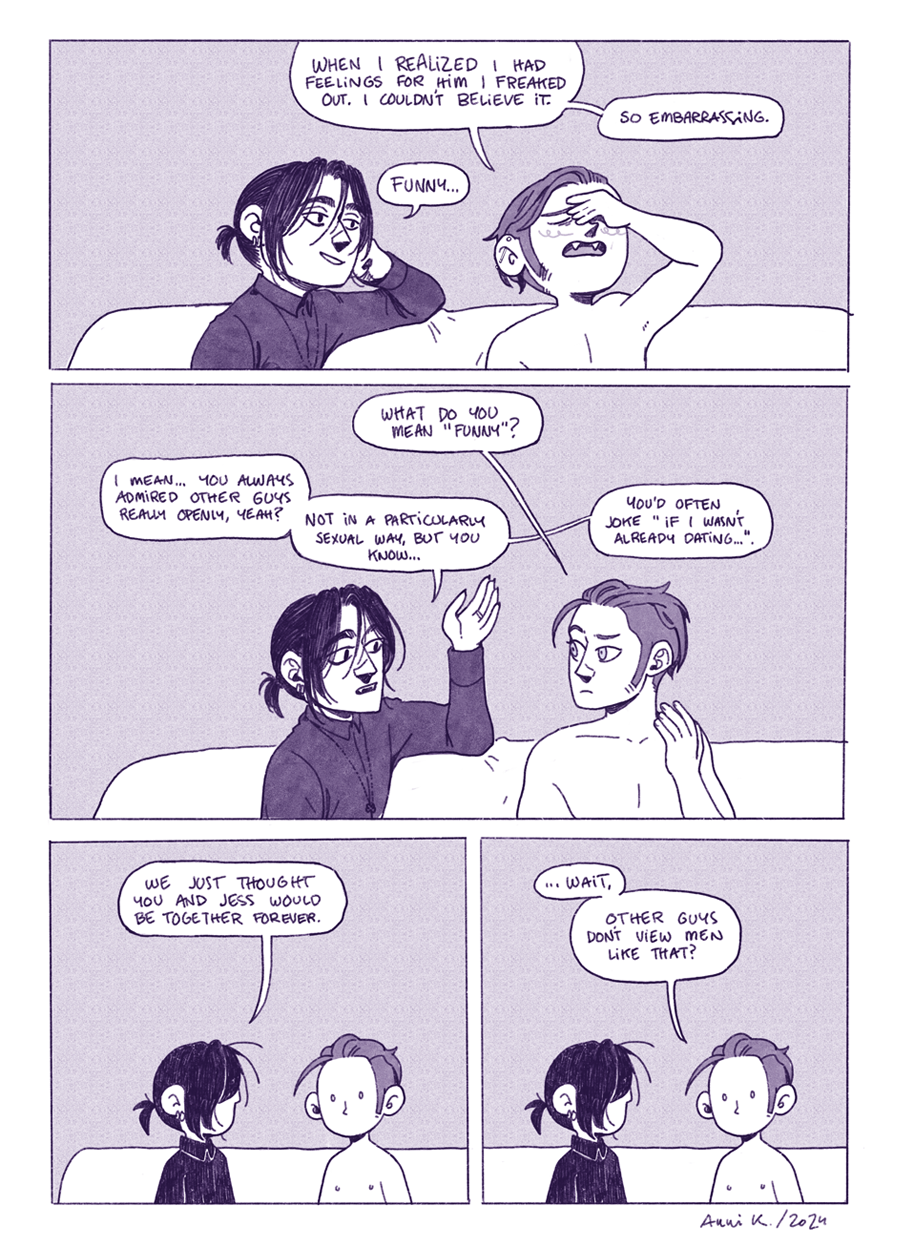 WHEN I REALIZED I HAD
FEELINGS FOR HIM I FREAKED
OUT. I COULDN'T BELIEVE IT.
SO EMBARRASSING.
FUNNY...
WHAT DO YOU
MEAN "FUNNY"?
I MEAN... YOU ALWAYS
ADMIRED OTHER GUYS
REALLY OPENLY, YEAH?
NOT IN A PARTICULARLY
SEXUAL WAY, BUT YOU
KNOW...
YOU'D OFTEN
JOKE "IF I WASN'T
ALREADY DATING...".
WE JUST THOUGHT
YOU AND JESS WOULD
BE TOGETHER FOREVER.
... WAIT,
OTHER GUYS
DON'T VIEW MEN
LIKE THAT?
Anni K. /2024